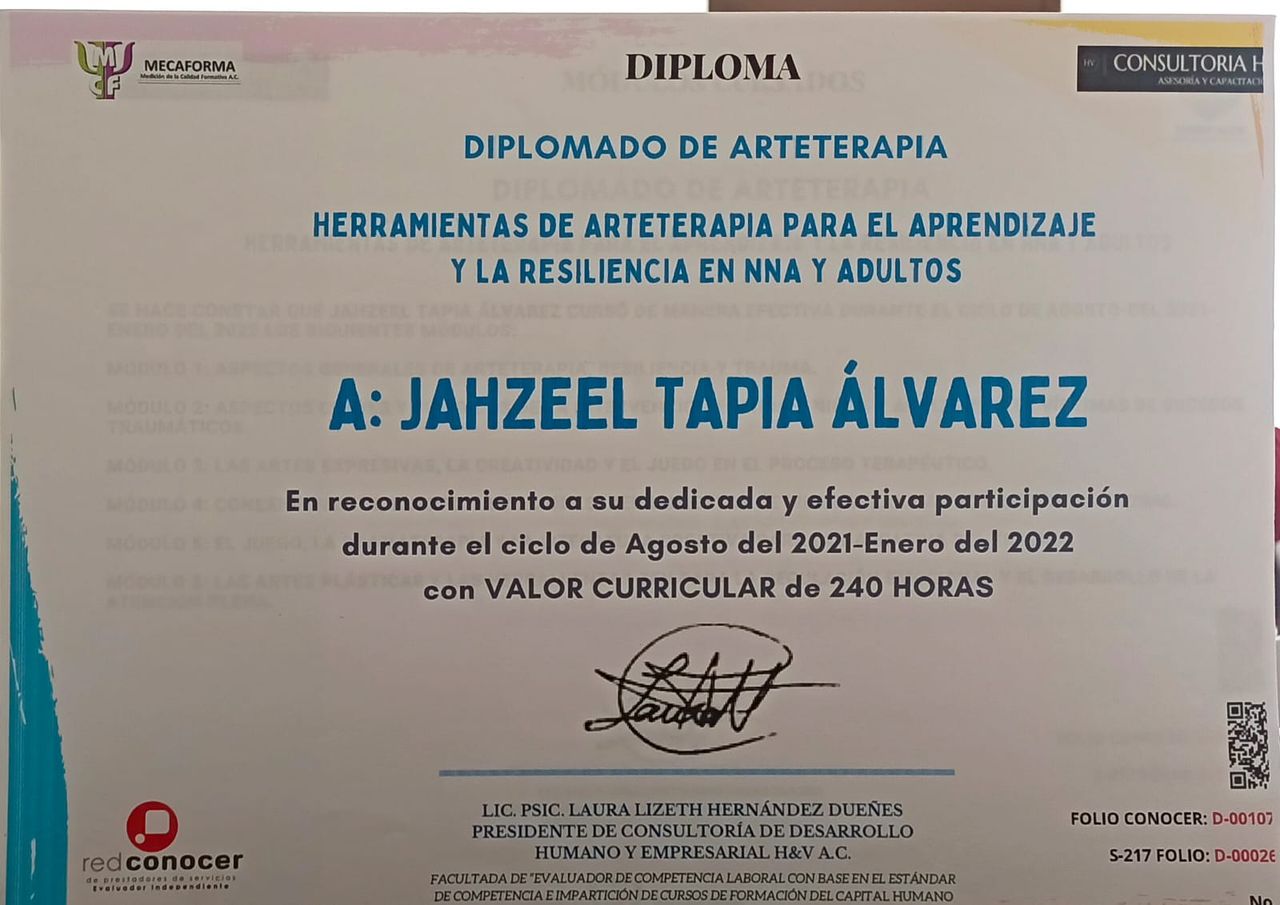 MECAFORMA
Medición de la Calidad Formativa A.C.
DIPLOMA
HV CONSULTORIA H
ASESORÍA Y CAPACITACI
DIPLOMADO DE ARTETERAPIA
HERRAMIENTAS DE ARTETERAPIA PARA EL APRENDIZAJE
Y LA RESILIENCIA EN NNA Y ADULTOS
A: JAHZEEL TAPIA ÁLVAREZ
En reconocimiento a su dedicada y efectiva participación
durante el ciclo de Agosto del 2021-Enero del 2022
con VALOR CURRICULAR de 240 HORAS
LIC. PSIC. LAURA LIZETH HERNÁNDEZ DUEÑES
PRESIDENTE DE CONSULTORÍA DE DESARROLLO
HUMANO Y EMPRESARIAL H&V A.C.
FACULTADA DE "EVALUADOR DE COMPETENCIA LABORAL CON BASE EN EL ESTÁNDAR
DE COMPETENCIA E IMPARTICIÓN DE CURSOS DE FORMACIÓN DEL CAPITAL HUMANO
redconocer
de prestadores de servicios
Evaluador Independiente
FOLIO CONOCER: D-00107
S-217 FOLIO: D-00026
No